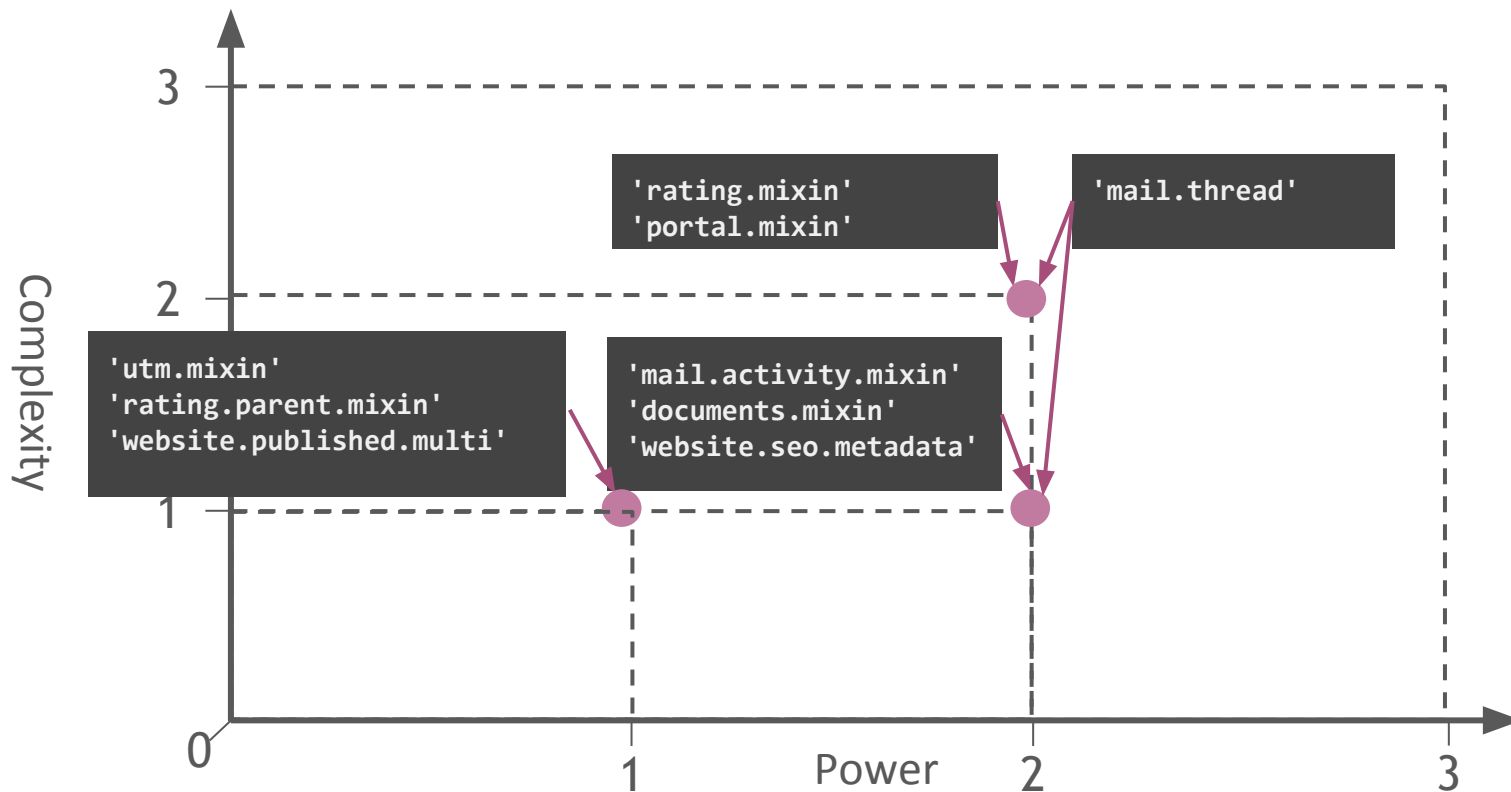 3
'rating.mixin'
'portal.mixin'
'mail.thread'
Complexity
2
'utm.mixin'
'rating.parent.mixin'
'website.published.multi'
'mail.activity.mixin'
'documents.mixin'
'website.seo.metadata'
1
0
1
Power
2
3